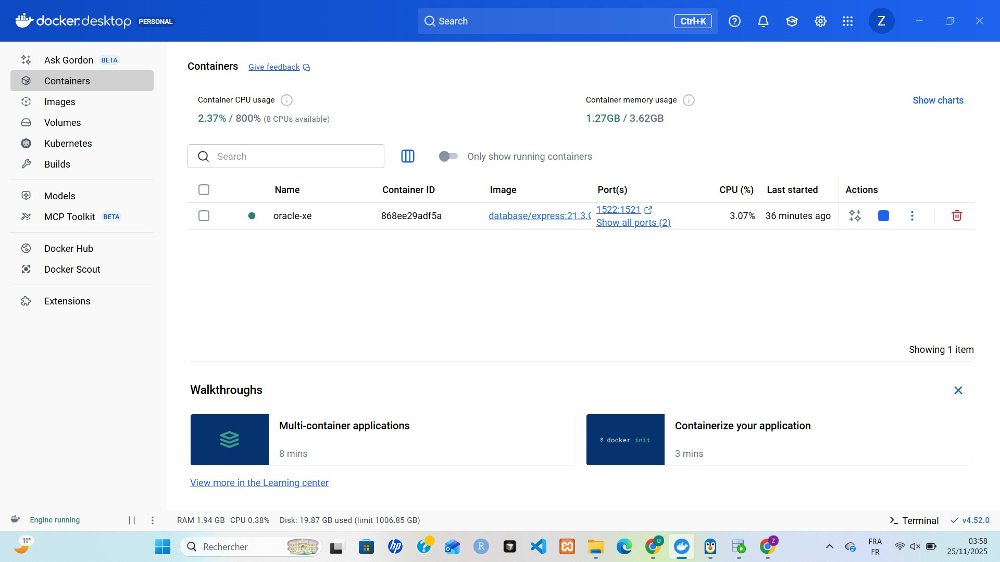 docker.desktop PERSONAL
Search Ctrl+K
Z
Ask Gordon BETA
Containers
Images
Volumes
Kubernetes
Builds
Models
MCP Toolkit BETA
Docker Hub
Docker Scout
Extensions
Containers Give feedback
Container CPU usage
2.37% / 800% (8 CPUs available)
Container memory usage
1.27GB / 3.62GB
Show charts
Search
Only show running containers
Name Container ID Image Port(s) CPU (%) Last started Actions
oracle-xe 868ee29adf5a database/express:21.3.0 1522:1521 3.07% 36 minutes ago
Show all ports (2)
Showing 1 item
Walkthroughs
Multi-container applications
8 mins
$ docker init
Containerize your application
3 mins
View more in the Learning center
Engine running
RAM 1.94 GB CPU 0.38% Disk: 19.87 GB used (limit 1006.85 GB)
Terminal v4.52.0
11°
Rechercher
hp
R
U
Z
FRA
FR
03:58
25/11/2025